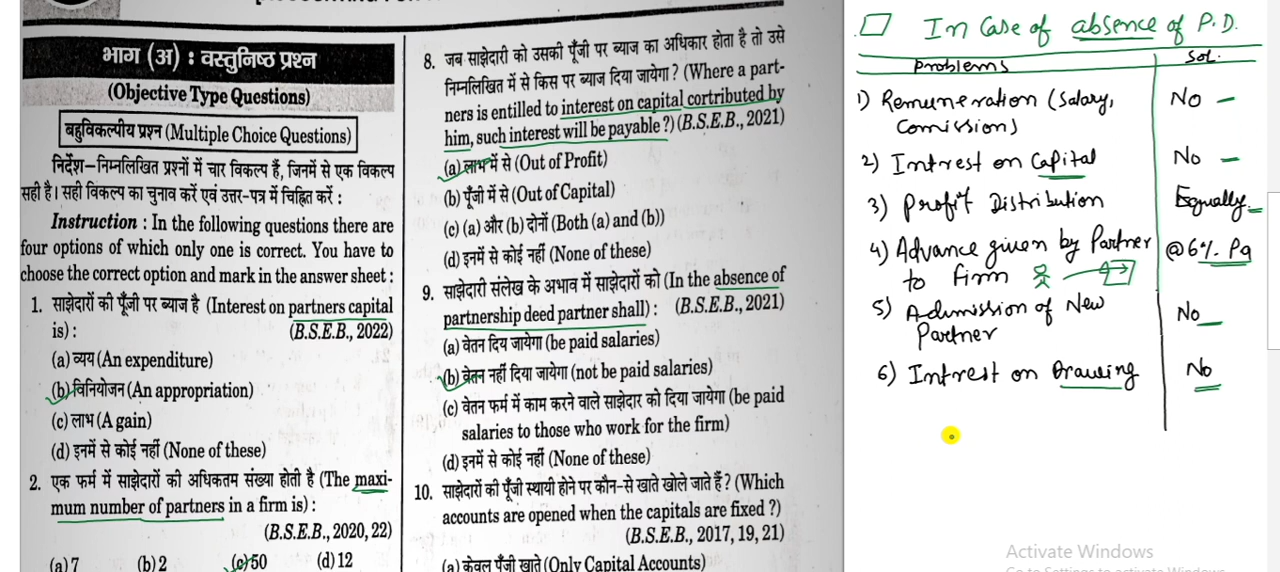 भाग (अ) : वस्तुनिष्ठ प्रश्न
(Objective Type Questions)
बहुविकल्पीय प्रश्न (Multiple Choice Questions)
निर्देश–निम्नलिखित प्रश्नों में चार विकल्प हैं, जिनमें से एक विकल्प
सही है। सही विकल्प का चुनाव करें एवं उत्तर-पत्र में चिह्नित करें :
Instruction : In the following questions there are
four options of which only one is correct. You have to
choose the correct option and mark in the answer sheet :
1. साझेदारों की पूँजी पर ब्याज है (Interest on partners capital
is) : (B.S.E.B., 2022)
(a) व्यय (An expenditure)
(b) विनियोजन (An appropriation)
(c) लाभ (A gain)
(d) इनमें से कोई नहीं (None of these)
2. एक फर्म में साझेदारों की अधिकतम संख्या होती है (The maxi-
mum number of partners in a firm is) :
(B.S.E.B., 2020, 22)
(a) 7 (b) 2 (c) 50 (d) 12
8. जब साझेदारी को उसकी पूँजी पर ब्याज का अधिकार होता है तो उसे
निम्नलिखित में से किस पर ब्याज दिया जायेगा ? (Where a part-
ners is entilled to interest on capital cortributed by
him, such interest will be payable ?) (B.S.E.B., 2021)
(a) लाभ में से (Out of Profit)
(b) पूँजी में से (Out of Capital)
(c) (a) और (b) दोनों (Both (a) and (b))
(d) इनमें से कोई नहीं (None of these)
9. साझेदारी संलेख के अभाव में साझेदारों को (In the absence of
partnership deed partner shall) : (B.S.E.B., 2021)
(a) वेतन दिय जायेगा (be paid salaries)
(b) वेतन नहीं दिया जायेगा (not be paid salaries)
(c) वेतन फर्म में काम करने वाले साझेदार को दिया जायेगा (be paid
salaries to those who work for the firm)
(d) इनमें से कोई नहीं (None of these)
10. साझेदारों की पूँजी स्थायी होने पर कौन-से खाते खोले जाते हैं ? (Which
accounts are opened when the capitals are fixed ?)
(B.S.E.B., 2017, 19, 21)
(a) केवल पूँजी खाते (Only Capital Accounts)
In Case of absence of P.D.
Problems Sol.
1) Remuneration (Salary, No
Comission)
2) Intrest on Capital No
3) Profit Distribution Equally
4) Advance given by Partner @6% Pa
to firm
5) Admission of New No
Partner
6) Intrest on Drawing No
Activate Windows